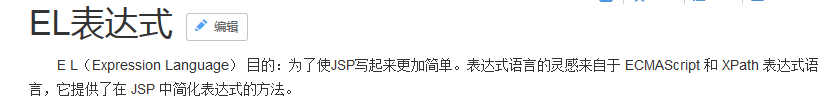 EL表达式 编辑
E L（Expression Language） 目的：为了使JSP写起来更加简单。表达式语言的灵感来自于 ECMAScript 和 XPath 表达式语
言，它提供了在 JSP 中简化表达式的方法。